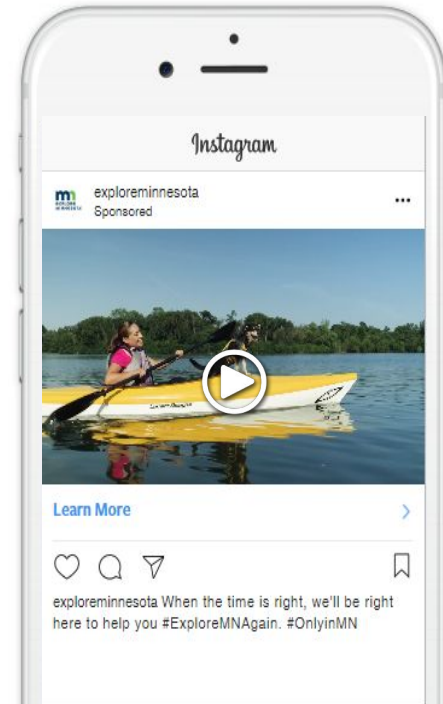 Instagram
mn
exploreminnesota
Sponsored
Learn More
exploreminnesota When the time is right, we'll be right
here to help you #ExploreMNAgain. #OnlyinMN